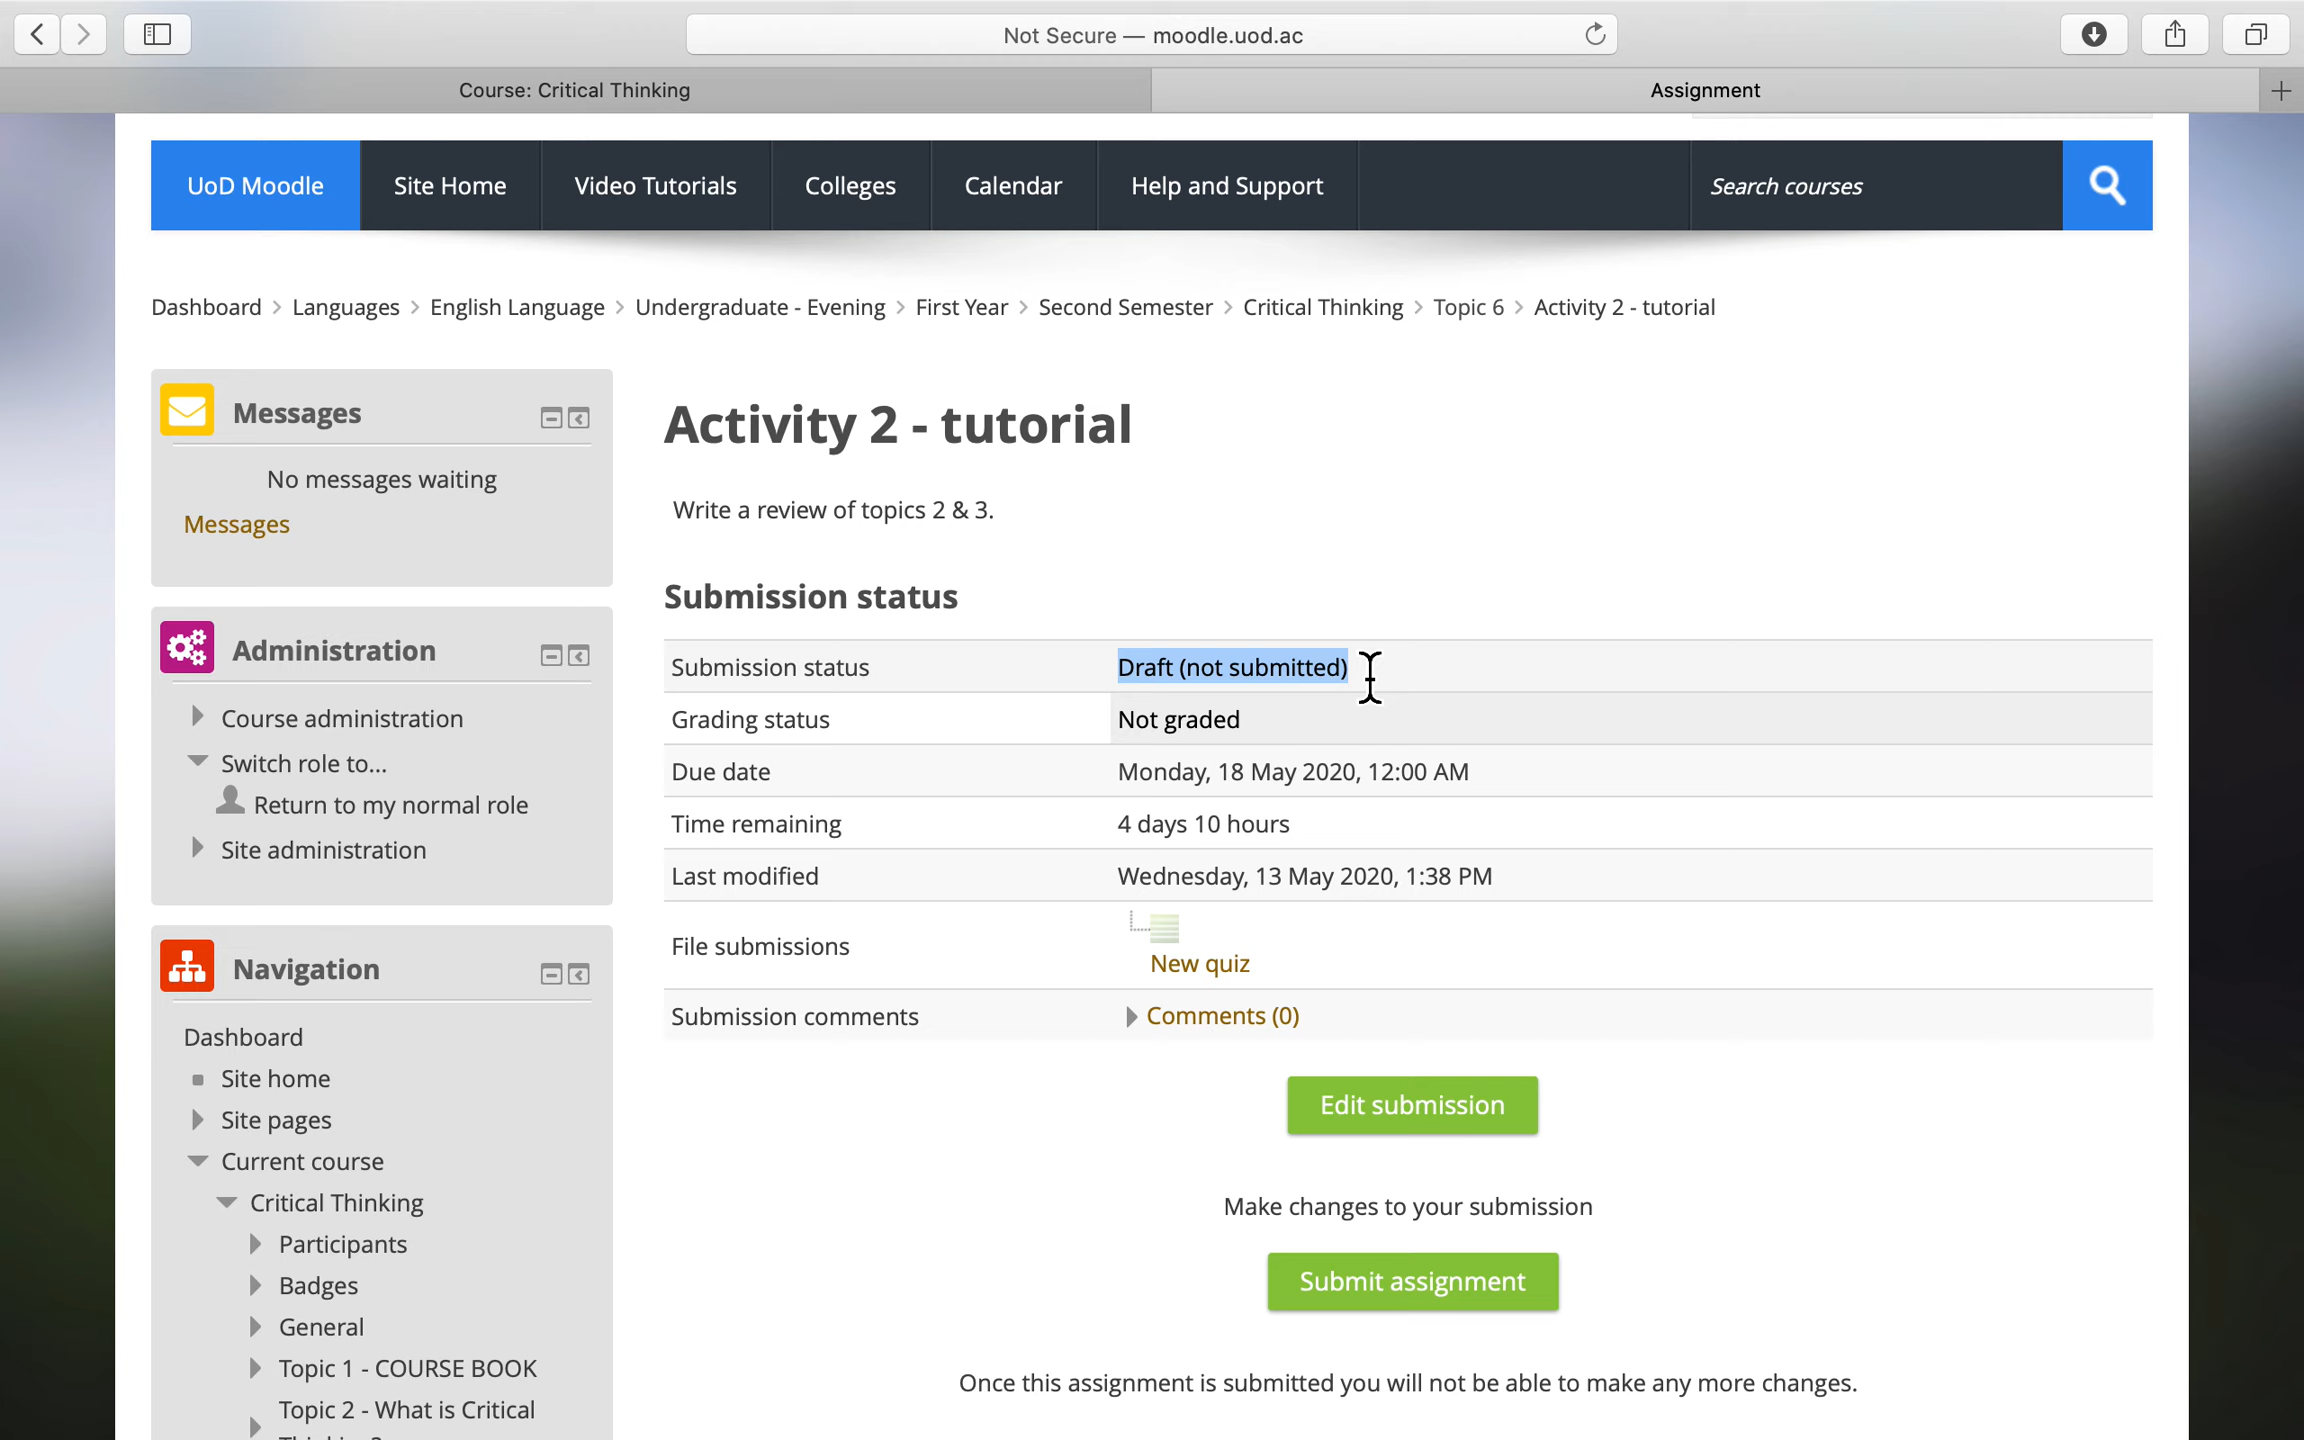 Not Secure — moodle.uod.ac
Course: Critical Thinking
Assignment
UoD Moodle
Site Home
Video Tutorials
Colleges
Calendar
Help and Support
Search courses
Dashboard > Languages > English Language > Undergraduate - Evening > First Year > Second Semester > Critical Thinking > Topic 6 > Activity 2 - tutorial
Messages
No messages waiting
Messages
Administration
Course administration
Switch role to...
Return to my normal role
Site administration
Navigation
Dashboard
Site home
Site pages
Current course
Critical Thinking
Participants
Badges
General
Topic 1 - COURSE BOOK
Topic 2 - What is Critical
Activity 2 - tutorial
Write a review of topics 2 & 3.
Submission status
Submission status Draft (not submitted)
Grading status Not graded
Due date Monday, 18 May 2020, 12:00 AM
Time remaining 4 days 10 hours
Last modified Wednesday, 13 May 2020, 1:38 PM
File submissions
New quiz
Submission comments Comments (0)
Edit submission
Make changes to your submission
Submit assignment
Once this assignment is submitted you will not be able to make any more changes.